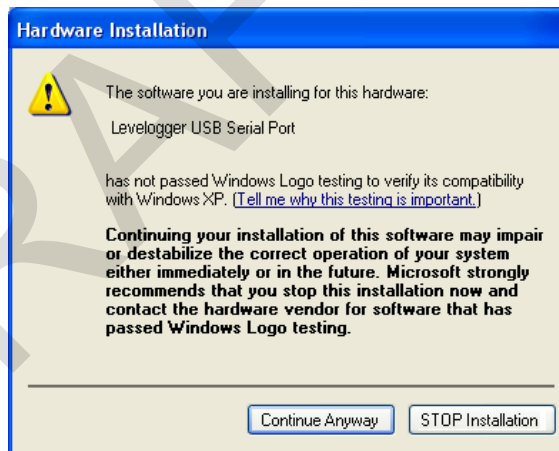 Hardware Installation
The software you are installing for this hardware:
Levelogger USB Serial Port
has not passed Windows Logo testing to verify its compatibility
with Windows XP. (Tell me why this testing is important.)
Continuing your installation of this software may impair
or destabilize the correct operation of your system
either immediately or in the future. Microsoft strongly
recommends that you stop this installation now and
contact the hardware vendor for software that has
passed Windows Logo testing.
Continue Anyway
STOP Installation